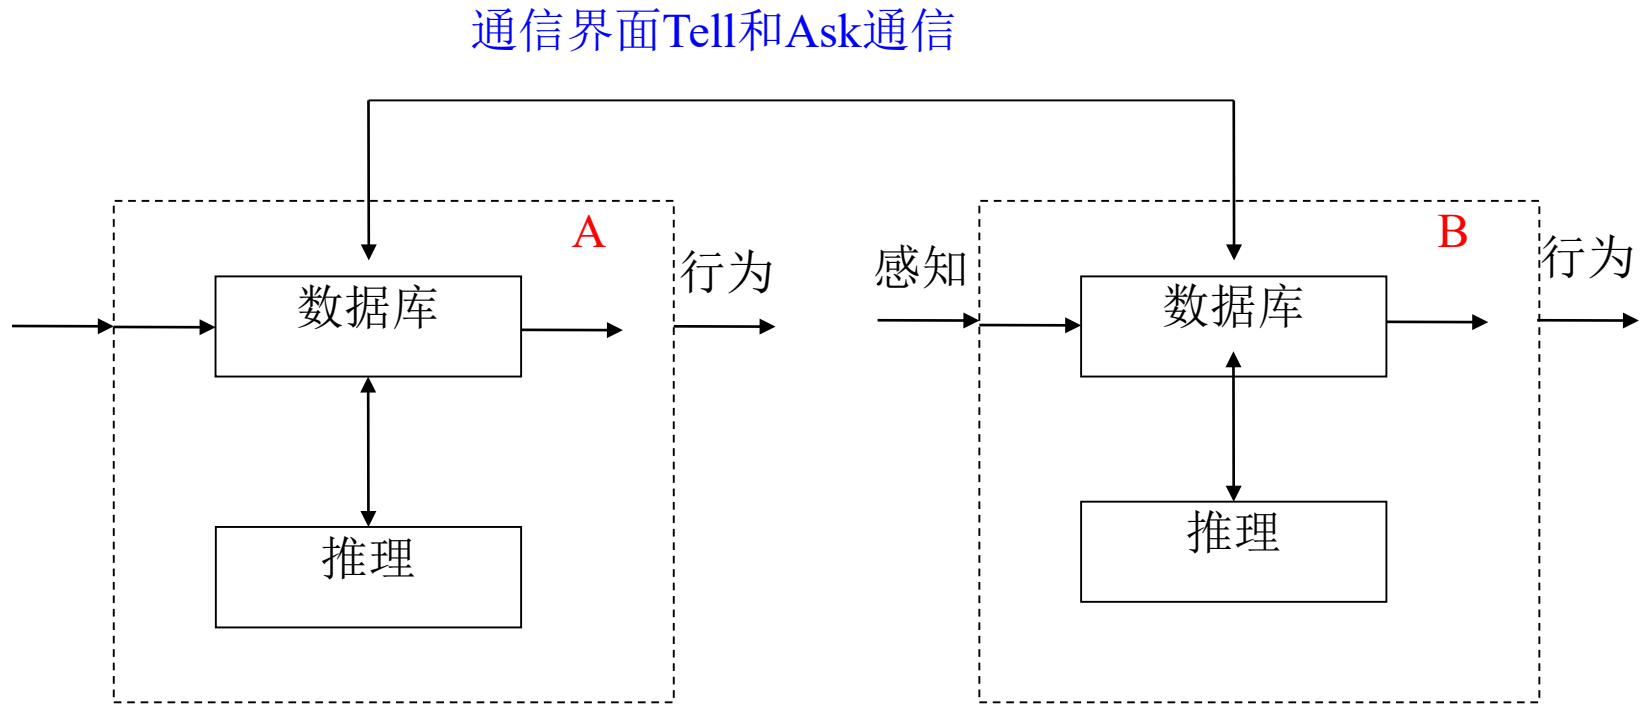 通信界面Tell和Ask通信
A
行为
数据库
推理
感知
B
行为
数据库
推理